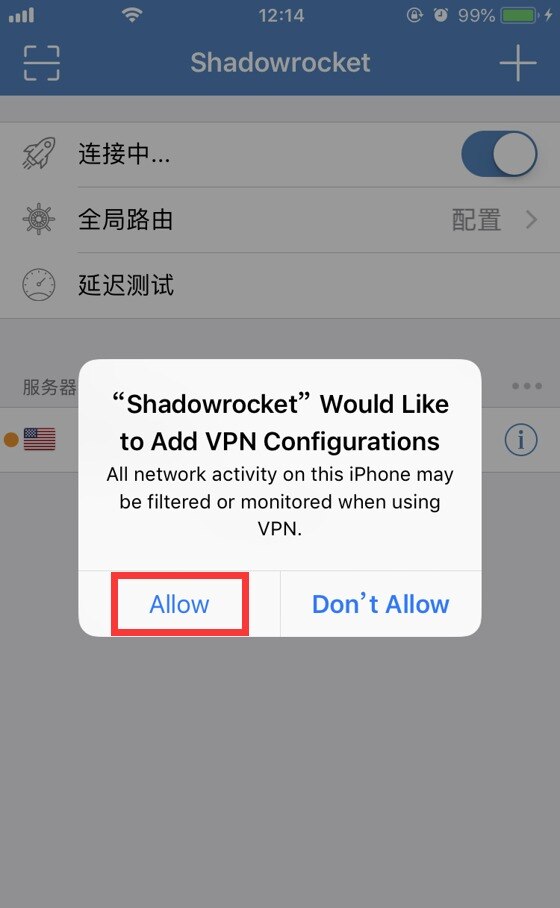 12:14
99%
Shadowrocket
连接中...
全局路由 配置
延迟测试
服务器
“Shadowrocket” Would Like
to Add VPN Configurations
All network activity on this iPhone may
be filtered or monitored when using
VPN.
Allow
Don’t Allow